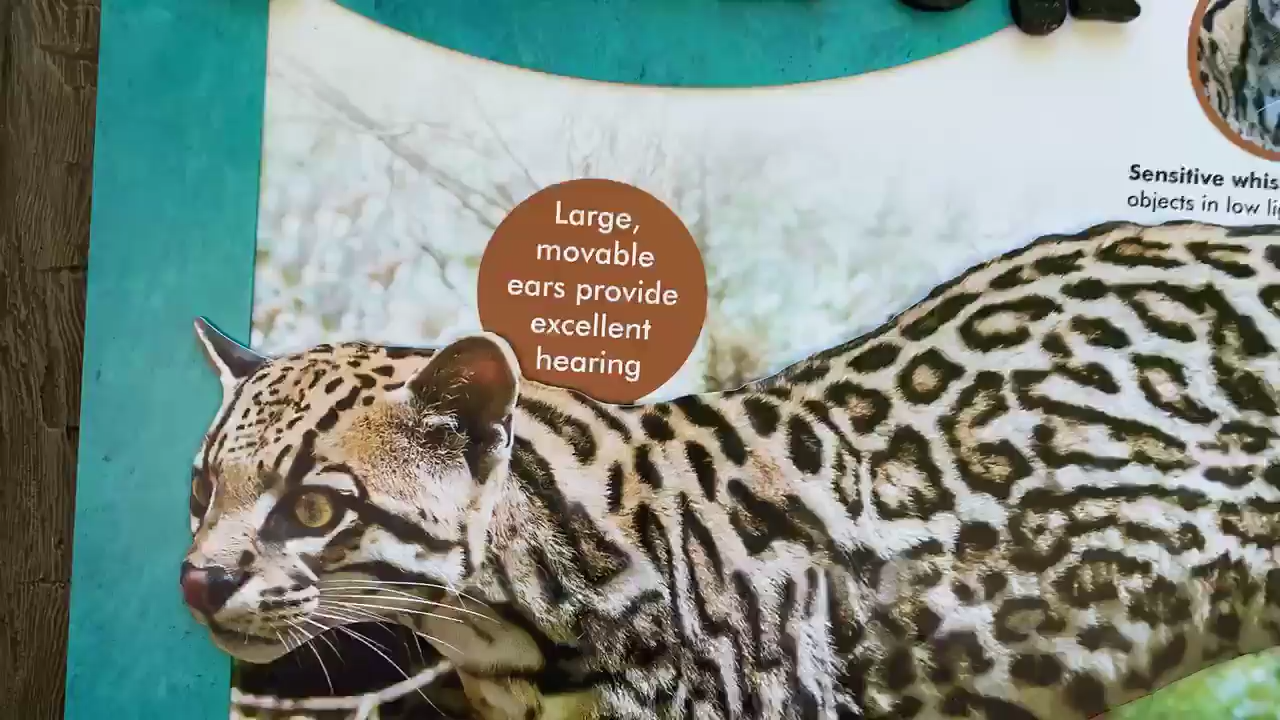 Large,
movable
ears provide
excellent
hearing
Sensitive
objects in low